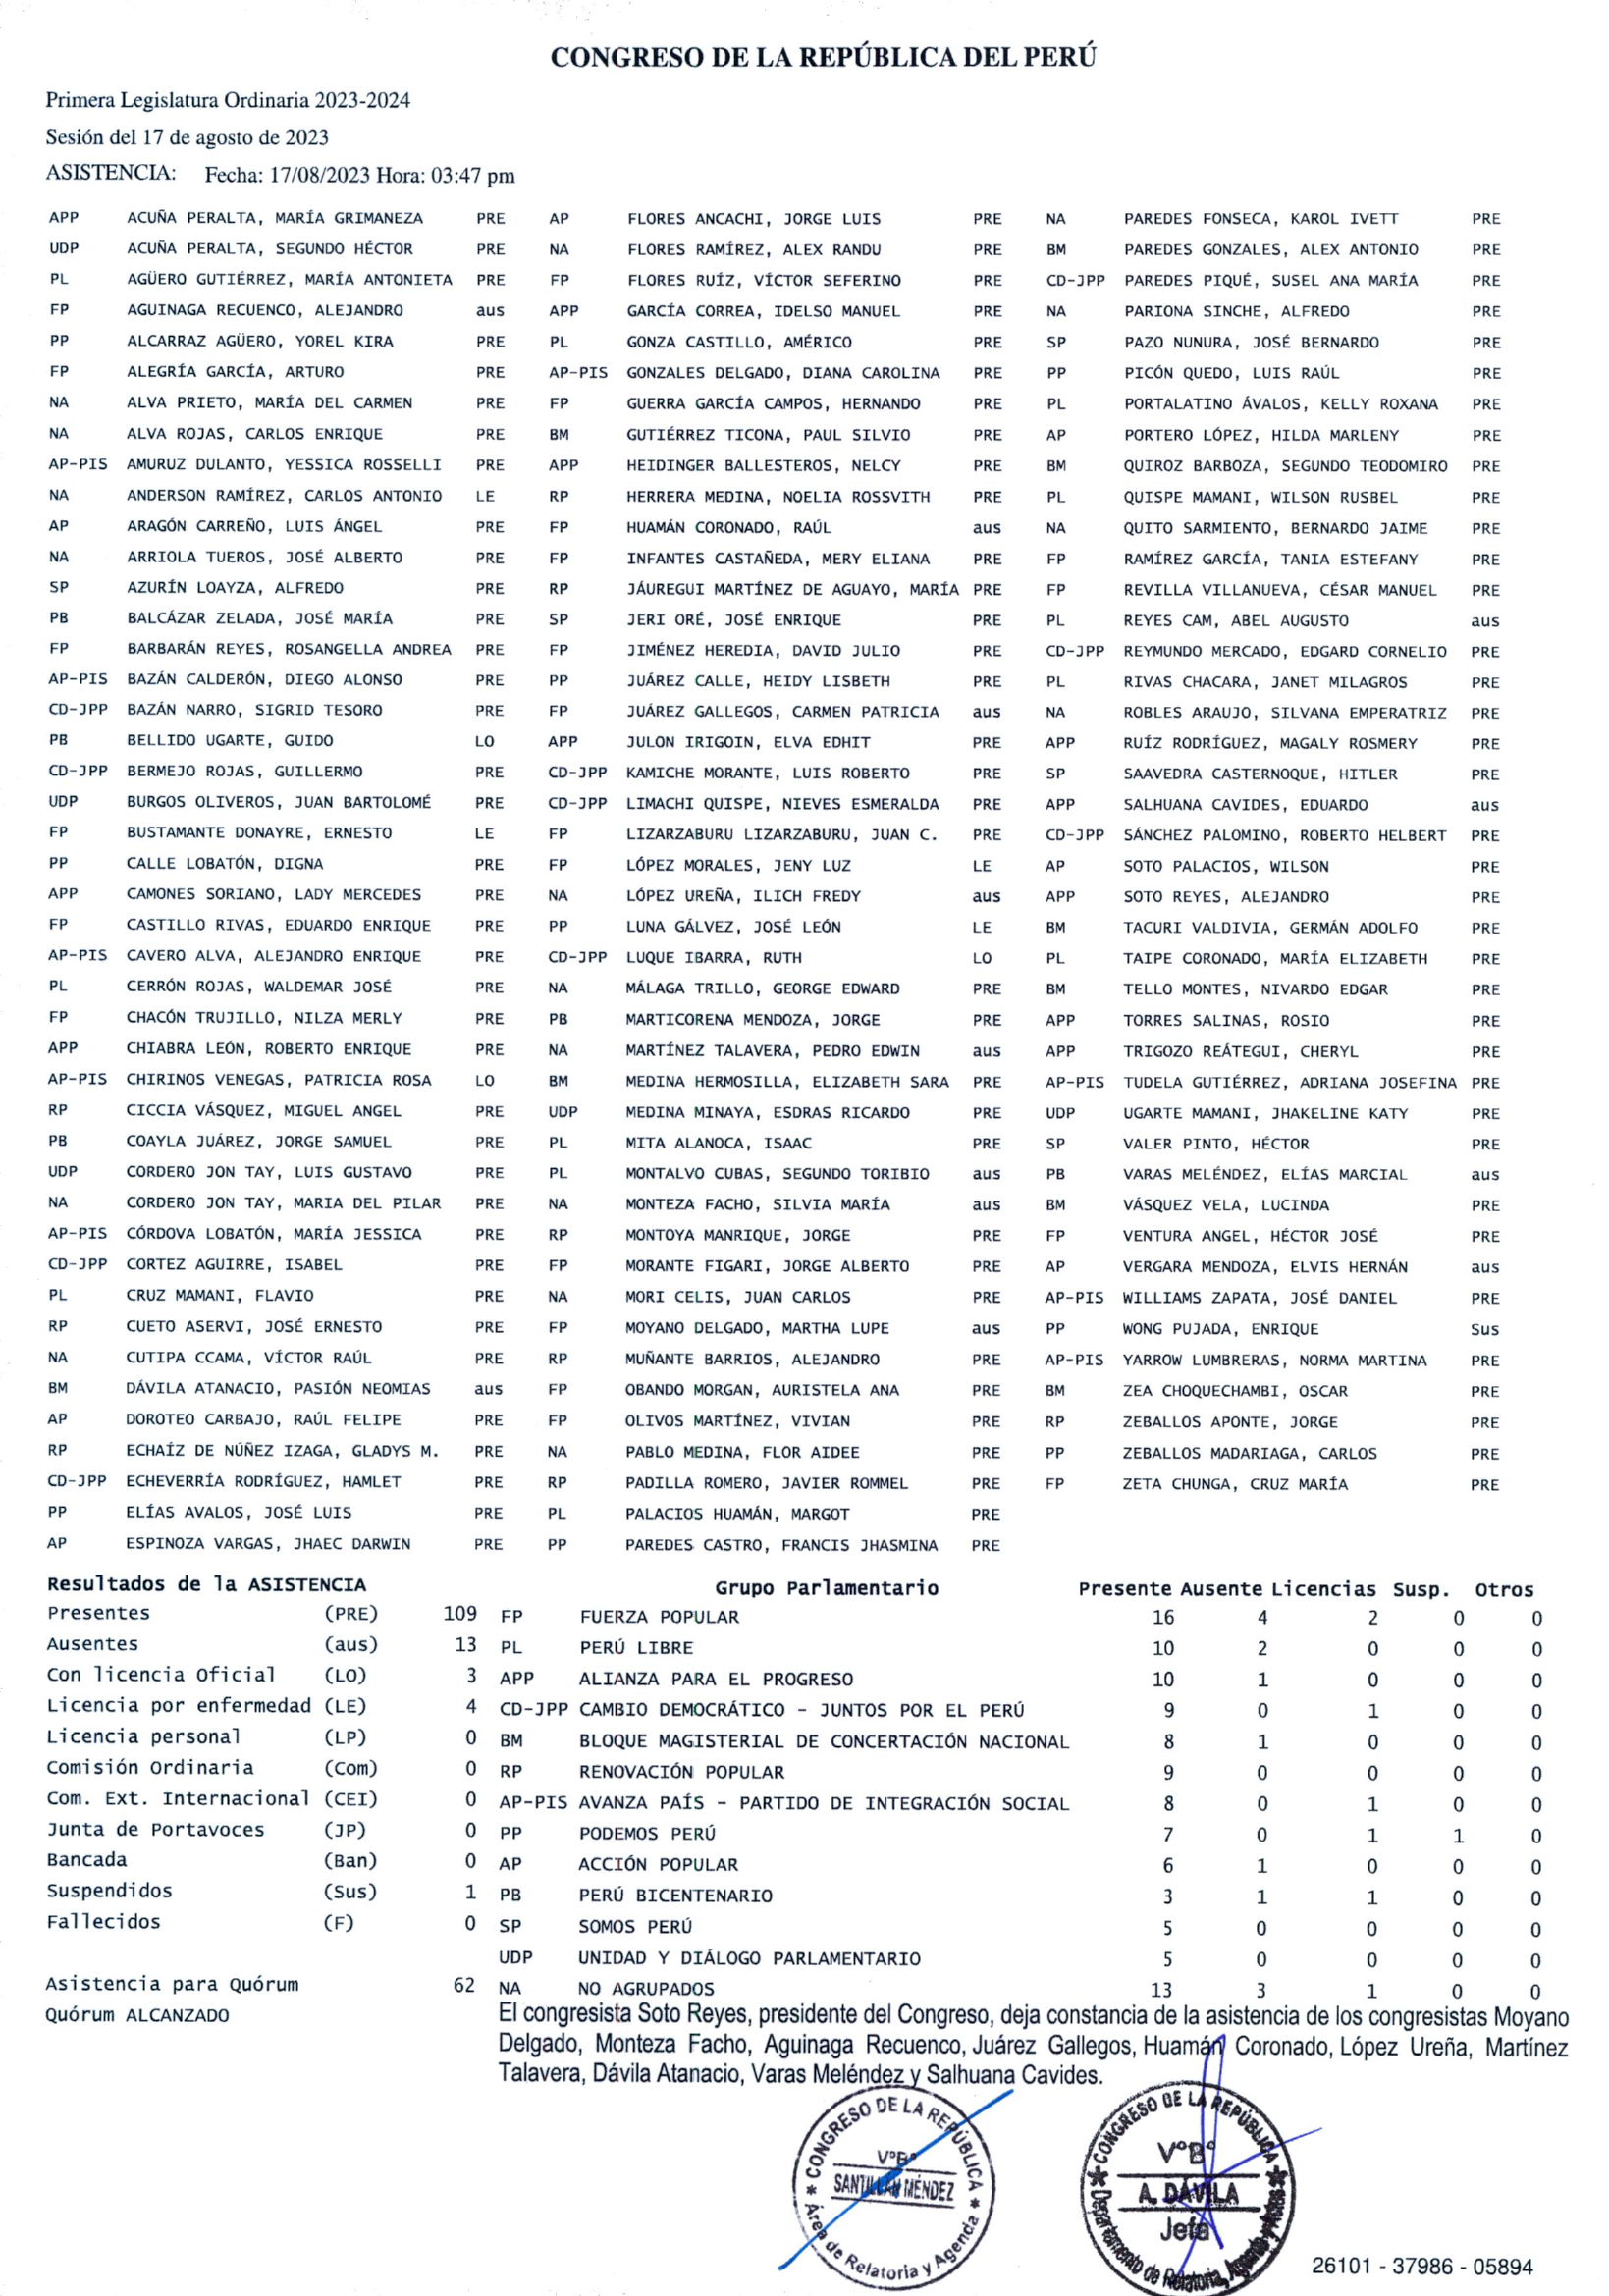 CONGRESO DE LA REPÚBLICA DEL PERÚ
Primera Legislatura Ordinaria 2023-2024
Sesión del 17 de agosto de 2023
ASISTENCIA: Fecha: 17/08/2023 Hora: 03:47 pm
APP ACUÑA PERALTA, MARÍA GRIMANEZA PRE AP FLORES ANCACHI, JORGE LUIS PRE NA PAREDES FONSECA, KAROL IVETT PRE
UDP ACUÑA PERALTA, SEGUNDO HÉCTOR PRE NA FLORES RAMÍREZ, ALEX RANDU PRE BM PAREDES GONZALES, ALEX ANTONIO PRE
PL AGÜERO GUTIÉRREZ, MARÍA ANTONIETA PRE FP FLORES RUÍZ, VÍCTOR SEFERINO PRE CD-JPP PAREDES PIQUÉ, SUSEL ANA MARÍA PRE
FP AGUINAGA RECUENCO, ALEJANDRO aus APP GARCÍA CORREA, IDELSO MANUEL PRE NA PARIONA SINCHE, ALFREDO PRE
PP ALCARRAZ AGÜERO, YOREL KIRA PRE PL GONZA CASTILLO, AMÉRICO PRE SP PAZO NUNURA, JOSÉ BERNARDO PRE
FP ALEGRÍA GARCÍA, ARTURO PRE AP-PIS GONZALES DELGADO, DIANA CAROLINA PRE PP PICÓN QUEDO, LUIS RAÚL PRE
NA ALVA PRIETO, MARÍA DEL CARMEN PRE FP GUERRA GARCÍA CAMPOS, HERNANDO PRE PL PORTALATINO ÁVALOS, KELLY ROXANA PRE
NA ALVA ROJAS, CARLOS ENRIQUE PRE BM GUTIÉRREZ TICONA, PAUL SILVIO PRE AP PORTERO LÓPEZ, HILDA MARLENY PRE
AP-PIS AMURUZ DULANTO, YESSICA ROSSELLI PRE APP HEIDINGER BALLESTEROS, NELCY PRE BM QUIROZ BARBOZA, SEGUNDO TEODOMIRO PRE
NA ANDERSON RAMÍREZ, CARLOS ANTONIO LE RP HERRERA MEDINA, NOELIA ROSSVITH PRE PL QUISPE MAMANI, WILSON RUSBEL PRE
AP ARAGÓN CARREÑO, LUIS ÁNGEL PRE FP HUAMÁN CORONADO, RAÚL aus NA QUITO SARMIENTO, BERNARDO JAIME PRE
NA ARRIOLA TUEROS, JOSÉ ALBERTO PRE FP INFANTES CASTAÑEDA, MERY ELIANA PRE FP RAMÍREZ GARCÍA, TANIA ESTEFANY PRE
SP AZURÍN LOAYZA, ALFREDO PRE RP JÁUREGUI MARTÍNEZ DE AGUAYO, MARÍA PRE FP REVILLA VILLANUEVA, CÉSAR MANUEL PRE
PB BALCÁZAR ZELADA, JOSÉ MARÍA PRE SP JERI ORÉ, JOSÉ ENRIQUE PRE PL REYES CAM, ABEL AUGUSTO aus
FP BARBARÁN REYES, ROSANGELLA ANDREA PRE FP JIMÉNEZ HEREDIA, DAVID JULIO PRE CD-JPP REYMUNDO MERCADO, EDGARD CORNELIO PRE
AP-PIS BAZÁN CALDERÓN, DIEGO ALONSO PRE PP JUÁREZ CALLE, HEIDY LISBETH PRE PL RIVAS CHACARA, JANET MILAGROS PRE
CD-JPP BAZÁN NARRO, SIGRID TESORO PRE FP JUÁREZ GALLEGOS, CARMEN PATRICIA aus NA ROBLES ARAUJO, SILVANA EMPERATRIZ PRE
PB BELLIDO UGARTE, GUIDO LO APP JULON IRIGOIN, ELVA EDHIT PRE APP RUÍZ RODRÍGUEZ, MAGALY ROSMERY PRE
CD-JPP BERMEJO ROJAS, GUILLERMO PRE CD-JPP KAMICHE MORANTE, LUIS ROBERTO PRE SP SAAVEDRA CASTERNOQUE, HITLER PRE
UDP BURGOS OLIVEROS, JUAN BARTOLOMÉ PRE CD-JPP LIMACHI QUISPE, NIEVES ESMERALDA PRE APP SALHUANA CAVIDES, EDUARDO aus
FP BUSTAMANTE DONAYRE, ERNESTO LE FP LIZARZABURU LIZARZABURU, JUAN C. PRE CD-JPP SÁNCHEZ PALOMINO, ROBERTO HELBERT PRE
PP CALLE LOBATÓN, DIGNA PRE FP LÓPEZ MORALES, JENY LUZ LE AP SOTO PALACIOS, WILSON PRE
APP CAMONES SORIANO, LADY MERCEDES PRE NA LÓPEZ UREÑA, ILICH FREDY aus APP SOTO REYES, ALEJANDRO PRE
FP CASTILLO RIVAS, EDUARDO ENRIQUE PRE PP LUNA GÁLVEZ, JOSÉ LEÓN LE BM TACURI VALDIVIA, GERMÁN ADOLFO PRE
AP-PIS CAVERO ALVA, ALEJANDRO ENRIQUE PRE CD-JPP LUQUE IBARRA, RUTH LO PL TAIPE CORONADO, MARÍA ELIZABETH PRE
PL CERRÓN ROJAS, WALDEMAR JOSÉ PRE NA MÁLAGA TRILLO, GEORGE EDWARD PRE BM TELLO MONTES, NIVARDO EDGAR PRE
FP CHACÓN TRUJILLO, NILZA MERLY PRE PB MARTICORENA MENDOZA, JORGE PRE APP TORRES SALINAS, ROSIO PRE
APP CHIABRA LEÓN, ROBERTO ENRIQUE PRE NA MARTÍNEZ TALAVERA, PEDRO EDWIN aus APP TRIGOZO REÁTEGUI, CHERYL PRE
AP-PIS CHIRINOS VENEGAS, PATRICIA ROSA LO BM MEDINA HERMOSILLA, ELIZABETH SARA PRE AP-PIS TUDELA GUTIÉRREZ, ADRIANA JOSEFINA PRE
RP CICCIA VÁSQUEZ, MIGUEL ANGEL PRE UDP MEDINA MINAYA, ESDRAS RICARDO PRE UDP UGARTE MAMANI, JHAKELINE KATY PRE
PB COAYLA JUÁREZ, JORGE SAMUEL PRE PL MITA ALANOCA, ISAAC PRE SP VALER PINTO, HÉCTOR PRE
UDP CORDERO JON TAY, LUIS GUSTAVO PRE PL MONTALVO CUBAS, SEGUNDO TORIBIO aus PB VARAS MELÉNDEZ, ELÍAS MARCIAL aus
NA CORDERO JON TAY, MARIA DEL PILAR PRE NA MONTEZA FACHO, SILVIA MARÍA aus BM VÁSQUEZ VELA, LUCINDA PRE
AP-PIS CÓRDOVA LOBATÓN, MARÍA JESSICA PRE RP MONTOYA MANRIQUE, JORGE PRE FP VENTURA ANGEL, HÉCTOR JOSÉ PRE
CD-JPP CORTEZ AGUIRRE, ISABEL PRE FP MORANTE FIGARI, JORGE ALBERTO PRE AP VERGARA MENDOZA, ELVIS HERNÁN aus
PL CRUZ MAMANI, FLAVIO PRE NA MORI CELIS, JUAN CARLOS PRE AP-PIS WILLIAMS ZAPATA, JOSÉ DANIEL PRE
RP CUETO ASERVI, JOSÉ ERNESTO PRE FP MOYANO DELGADO, MARTHA LUPE aus PP WONG PUJADA, ENRIQUE Sus
NA CUTIPA CCAMA, VÍCTOR RAÚL PRE RP MUÑANTE BARRIOS, ALEJANDRO PRE AP-PIS YARROW LUMBRERAS, NORMA MARTINA PRE
BM DÁVILA ATANACIO, PASIÓN NEOMIAS aus FP OBANDO MORGAN, AURISTELA ANA PRE BM ZEA CHOQUECHAMBI, OSCAR PRE
AP DOROTEO CARBAJO, RAÚL FELIPE PRE FP OLIVOS MARTÍNEZ, VIVIAN PRE RP ZEBALLOS APONTE, JORGE PRE
RP ECHAÍZ DE NÚÑEZ IZAGA, GLADYS M. PRE NA PABLO MEDINA, FLOR AIDEE PRE PP ZEBALLOS MADARIAGA, CARLOS PRE
CD-JPP ECHEVERRÍA RODRÍGUEZ, HAMLET PRE RP PADILLA ROMERO, JAVIER ROMMEL PRE FP ZETA CHUNGA, CRUZ MARÍA PRE
PP ELÍAS AVALOS, JOSÉ LUIS PRE PL PALACIOS HUAMÁN, MARGOT PRE
AP ESPINOZA VARGAS, JHAEC DARWIN PRE PP PAREDES CASTRO, FRANCIS JHASMINA PRE
Resultados de la ASISTENCIA Grupo Parlamentario Presente Ausente Licencias Susp. Otros
Presentes (PRE) 109 FP FUERZA POPULAR 16 4 2 0 0
Ausentes (aus) 13 PL PERÚ LIBRE 10 2 0 0 0
Con licencia Oficial (LO) 3 APP ALIANZA PARA EL PROGRESO 10 1 0 0 0
Licencia por enfermedad (LE) 4 CD-JPP CAMBIO DEMOCRÁTICO - JUNTOS POR EL PERÚ 9 0 1 0 0
Licencia personal (LP) 0 BM BLOQUE MAGISTERIAL DE CONCERTACIÓN NACIONAL 8 1 0 0 0
Comisión Ordinaria (Com) 0 RP RENOVACIÓN POPULAR 9 0 0 0 0
Com. Ext. Internacional (CEI) 0 AP-PIS AVANZA PAÍS - PARTIDO DE INTEGRACIÓN SOCIAL 8 0 1 0 0
Junta de Portavoces (JP) 0 PP PODEMOS PERÚ 7 0 1 1 0
Bancada (Ban) 0 AP ACCIÓN POPULAR 6 1 0 0 0
Suspendidos (Sus) 1 PB PERÚ BICENTENARIO 3 1 1 0 0
Fallecidos (F) 0 SP SOMOS PERÚ 5 0 0 0 0
UDP UNIDAD Y DIÁLOGO PARLAMENTARIO 5 0 0 0 0
Asistencia para Quórum 62 NA NO AGRUPADOS 13 3 1 0 0
Quórum ALCANZADO
El congresista Soto Reyes, presidente del Congreso, deja constancia de la asistencia de los congresistas Moyano
Delgado, Monteza Facho, Aguinaga Recuenco, Juárez Gallegos, Huamán Coronado, López Ureña, Martínez
Talavera, Dávila Atanacio, Varas Meléndez y Salhuana Cavides.
CONGRESO DE LA REPÚBLICA
V°B°
SANTILLÁN MÉNDEZ
Área de Relatoría y Agenda
CONGRESO DE LA REPÚBLICA
V°B°
A. DÁVILA
Jefa
Departamento de Relatoría, Agenda
26101 - 37986 - 05894